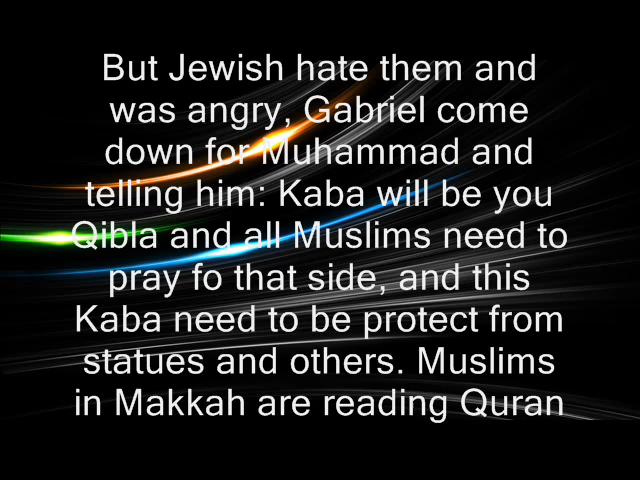 But Jewish hate them and
was angry, Gabriel come
down for Muhammad and
telling him: Kaba will be you
Qibla and all Muslims need to
pray fo that side, and this
Kaba need to be protect from
statues and others. Muslims
in Makkah are reading Quran